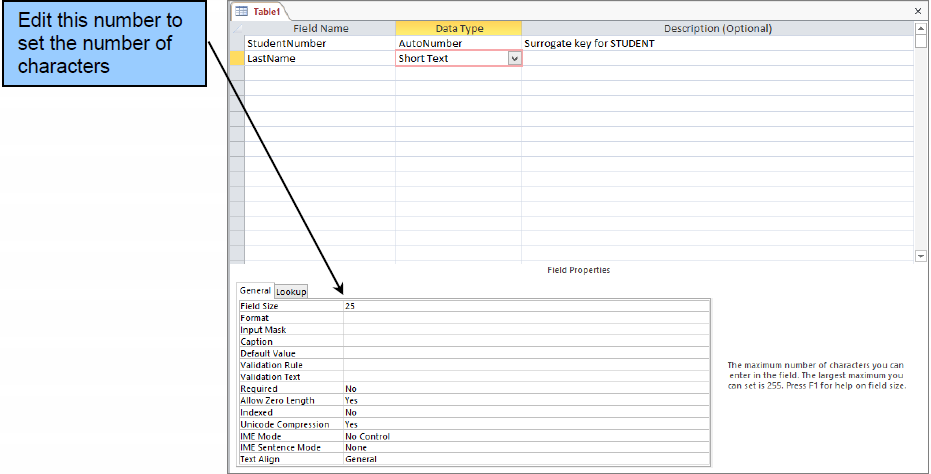 Edit this number to
set the number of
characters
Table1
Field Name Data Type Description (Optional)
StudentNumber AutoNumber Surrogate key for STUDENT
LastName Short Text
Field Properties
General Lookup
Field Size 25
Format
Input Mask
Caption
Default Value
Validation Rule
Validation Text
Required No
Allow Zero Length Yes
Indexed No
Unicode Compression Yes
IME Mode No Control
IME Sentence Mode None
Text Align General
The maximum number of characters you can
enter in the field. The largest maximum you
can set is 255. Press F1 for help on field size.